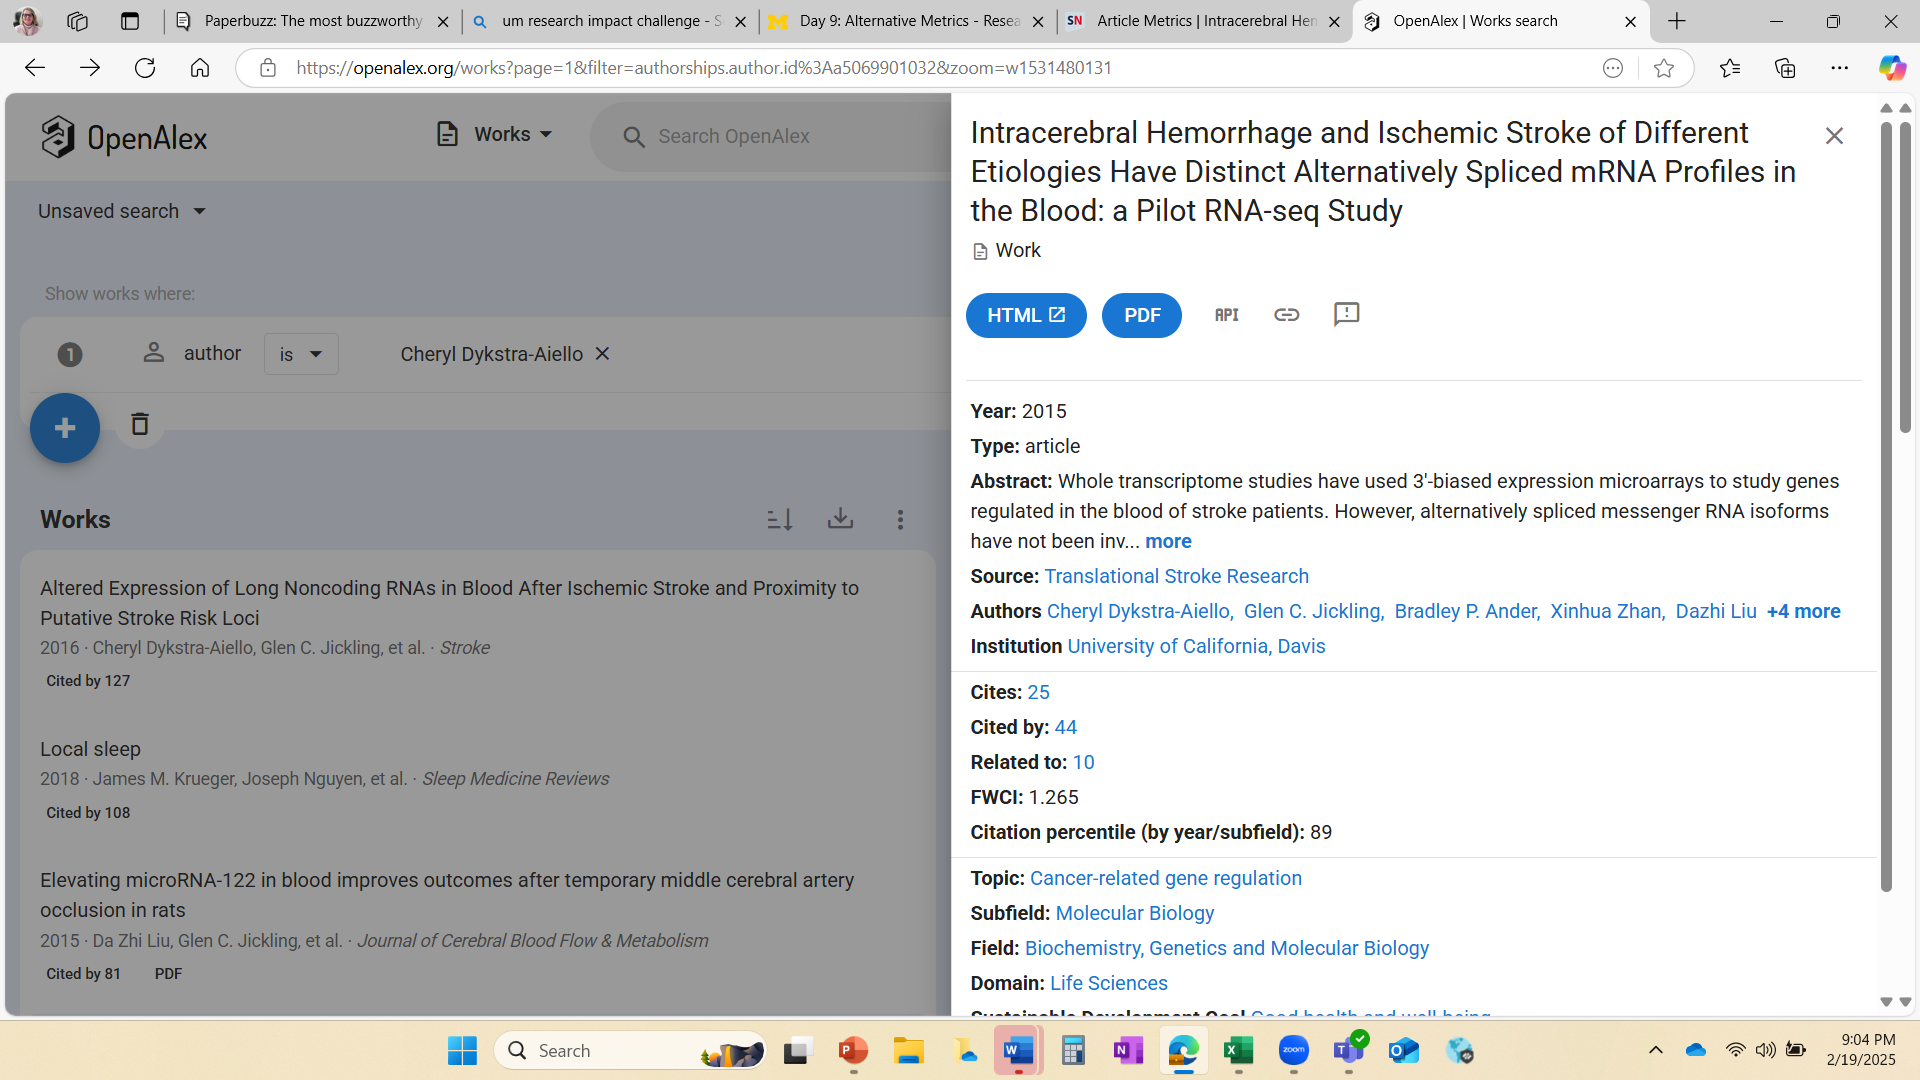 Paperbuzz: The most buzzworthy
um research impact challenge - S
Day 9: Alternative Metrics - Resea
SN Article Metrics | Intracerebral Hem
OpenAlex | Works search
https://openalex.org/works?page=1&filter=authorships.author.id%3Aa5069901032&zoom=w1531480131
OpenAlex
Works
Search OpenAlex
Unsaved search
Show works where:
1 author is Cheryl Dykstra-Aiello
Works
Altered Expression of Long Noncoding RNAs in Blood After Ischemic Stroke and Proximity to
Putative Stroke Risk Loci
2016 · Cheryl Dykstra-Aiello, Glen C. Jickling, et al. · Stroke
Cited by 127
Local sleep
2018 · James M. Krueger, Joseph Nguyen, et al. · Sleep Medicine Reviews
Cited by 108
Elevating microRNA-122 in blood improves outcomes after temporary middle cerebral artery
occlusion in rats
2015 · Da Zhi Liu, Glen C. Jickling, et al. · Journal of Cerebral Blood Flow & Metabolism
Cited by 81 PDF
Intracerebral Hemorrhage and Ischemic Stroke of Different
Etiologies Have Distinct Alternatively Spliced mRNA Profiles in
the Blood: a Pilot RNA-seq Study
Work
HTML PDF API
Year: 2015
Type: article
Abstract: Whole transcriptome studies have used 3'-biased expression microarrays to study genes
regulated in the blood of stroke patients. However, alternatively spliced messenger RNA isoforms
have not been inv... more
Source: Translational Stroke Research
Authors Cheryl Dykstra-Aiello, Glen C. Jickling, Bradley P. Ander, Xinhua Zhan, Dazhi Liu +4 more
Institution University of California, Davis
Cites: 25
Cited by: 44
Related to: 10
FWCI: 1.265
Citation percentile (by year/subfield): 89
Topic: Cancer-related gene regulation
Subfield: Molecular Biology
Field: Biochemistry, Genetics and Molecular Biology
Domain: Life Sciences
Sustainable Development Goal Good health and well-being
Search
zoom
9:04 PM
2/19/2025